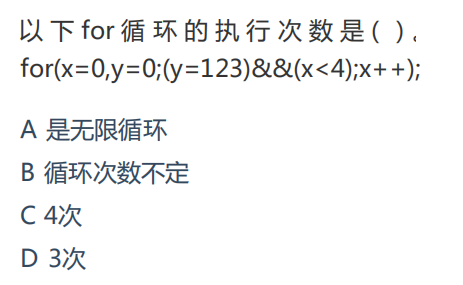 以下for循环的执行次数是( )。
for(x=0,y=0;(y=123)&&(x<4);x++);
A 是无限循环
B 循环次数不定
C 4次
D 3次